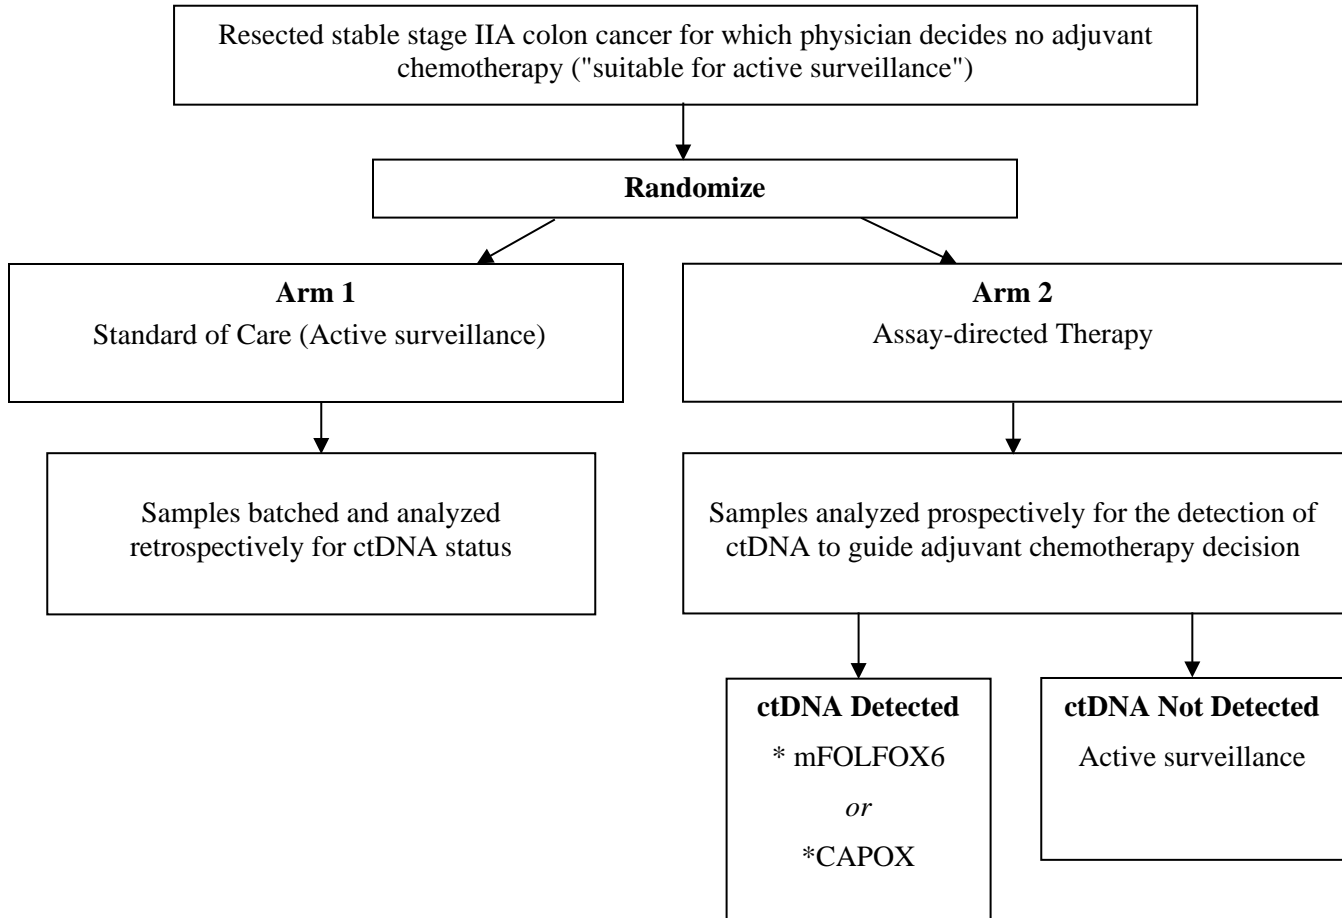 Resected stable stage IIA colon cancer for which physician decides no adjuvant
chemotherapy ("suitable for active surveillance")
Randomize
Arm 1
Standard of Care (Active surveillance)
Arm 2
Assay-directed Therapy
Samples batched and analyzed
retrospectively for ctDNA status
Samples analyzed prospectively for the detection of
ctDNA to guide adjuvant chemotherapy decision
ctDNA Detected
* mFOLFOX6
or
*CAPOX
ctDNA Not Detected
Active surveillance